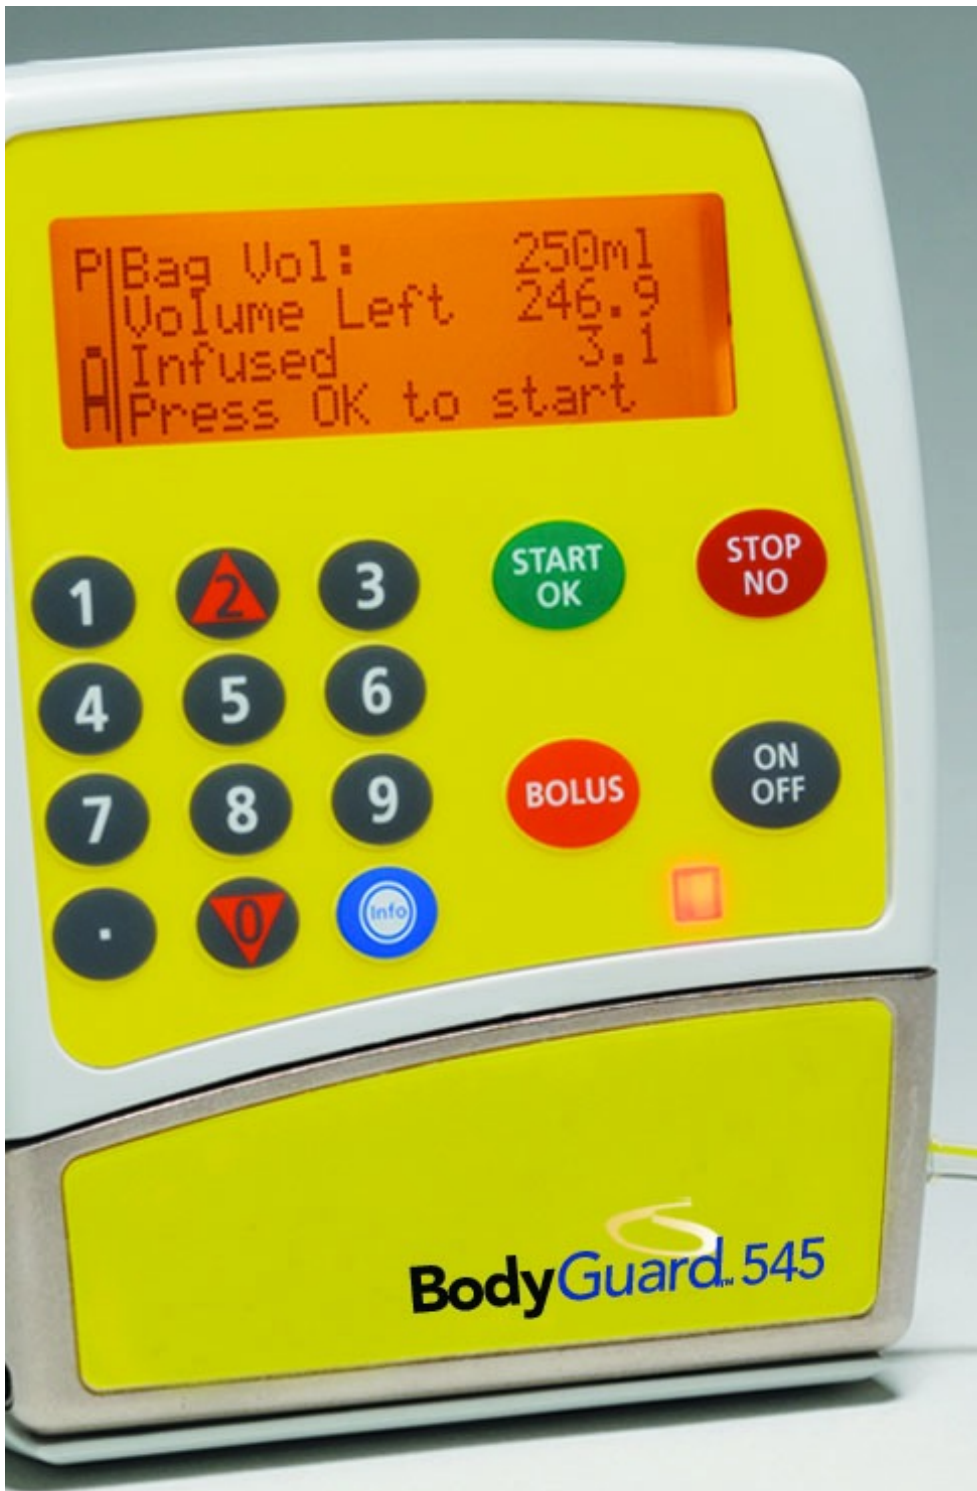 P Bag Vol: 250ml
Volume Left 246.9
Infused 3.1
Press OK to start
1 2 3
START OK
STOP NO
4 5 6
7 8 9
BOLUS
ON OFF
. 0 Info
BodyGuard™ 545